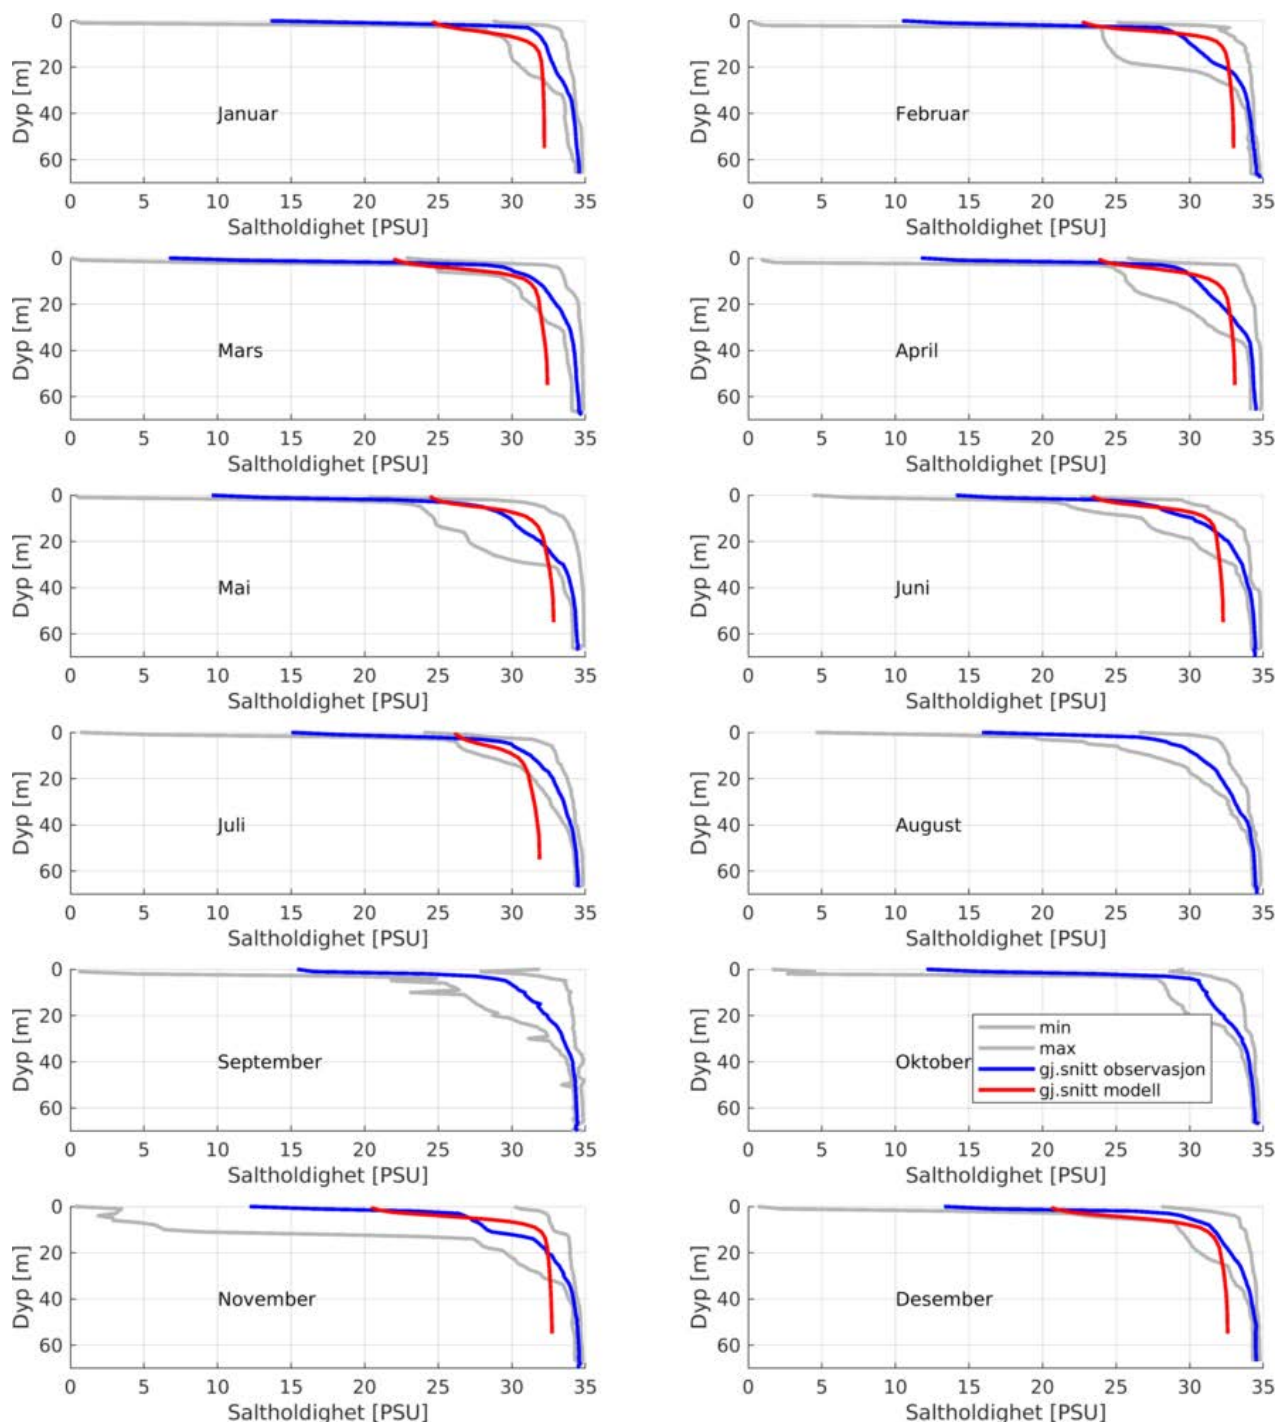 0
20
40
60
Dyp [m]
Januar
0 5 10 15 20 25 30 35
Saltholdighet [PSU]
0
20
40
60
Dyp [m]
Februar
0 5 10 15 20 25 30 35
Saltholdighet [PSU]
0
20
40
60
Dyp [m]
Mars
0 5 10 15 20 25 30 35
Saltholdighet [PSU]
0
20
40
60
Dyp [m]
April
0 5 10 15 20 25 30 35
Saltholdighet [PSU]
0
20
40
60
Dyp [m]
Mai
0 5 10 15 20 25 30 35
Saltholdighet [PSU]
0
20
40
60
Dyp [m]
Juni
0 5 10 15 20 25 30 35
Saltholdighet [PSU]
0
20
40
60
Dyp [m]
Juli
0 5 10 15 20 25 30 35
Saltholdighet [PSU]
0
20
40
60
Dyp [m]
August
0 5 10 15 20 25 30 35
Saltholdighet [PSU]
0
20
40
60
Dyp [m]
September
0 5 10 15 20 25 30 35
Saltholdighet [PSU]
0
20
40
60
Dyp [m]
Oktober
min
max
gj.snitt observasjon
gj.snitt modell
0 5 10 15 20 25 30 35
Saltholdighet [PSU]
0
20
40
60
Dyp [m]
November
0 5 10 15 20 25 30 35
Saltholdighet [PSU]
0
20
40
60
Dyp [m]
Desember
0 5 10 15 20 25 30 35
Saltholdighet [PSU]